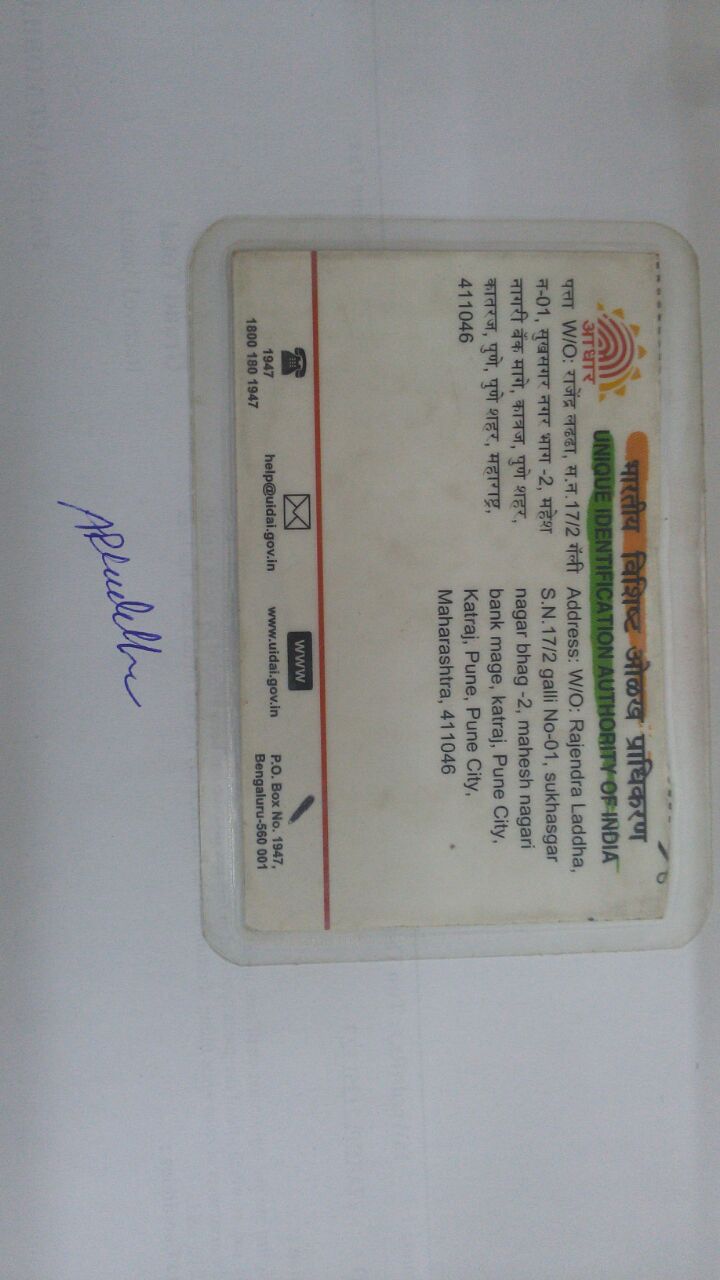 भारतीय विशिष्ट ओळख प्राधिकरण
UNIQUE IDENTIFICATION AUTHORITY OF INDIA
आधार
पत्ता W/O: राजेंद्र लढ्ढा, स.न.17/2 गॅली
न-01, सुखसगर नगर भाग -2, महेश
नागरी बँक मागे, कात्रज, पुणे शहर,
कातरज, पुणे, पुणे शहर, महाराष्ट्र,
411046
Address: W/O: Rajendra Laddha,
S.N.17/2 galli No-01, sukhasgar
nagar bhag -2, mahesh nagari
bank mage, katraj, Pune City,
Katraj, Pune, Pune City,
Maharashtra, 411046
1947
1800 180 1947
help@uidai.gov.in
WWW
www.uidai.gov.in
P.O. Box No. 1947,
Bengaluru-560 001